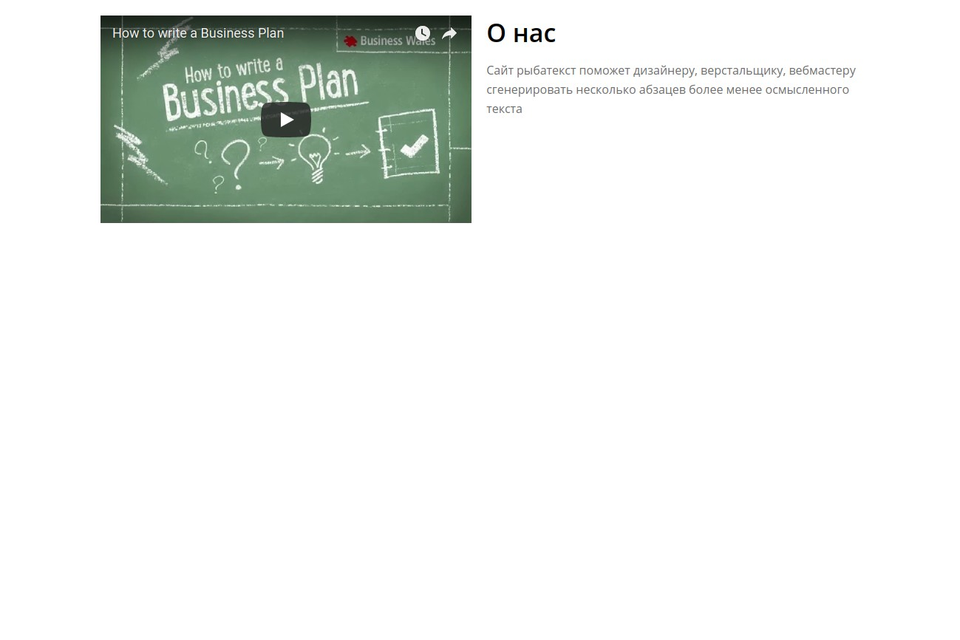 How to write a Business Plan
Business Wales
How to write a
Business Plan
? ? ? ?
О нас
Сайт рыбатекст поможет дизайнеру, верстальщику, вебмастеру
сгенерировать несколько абзацев более менее осмысленного
текста